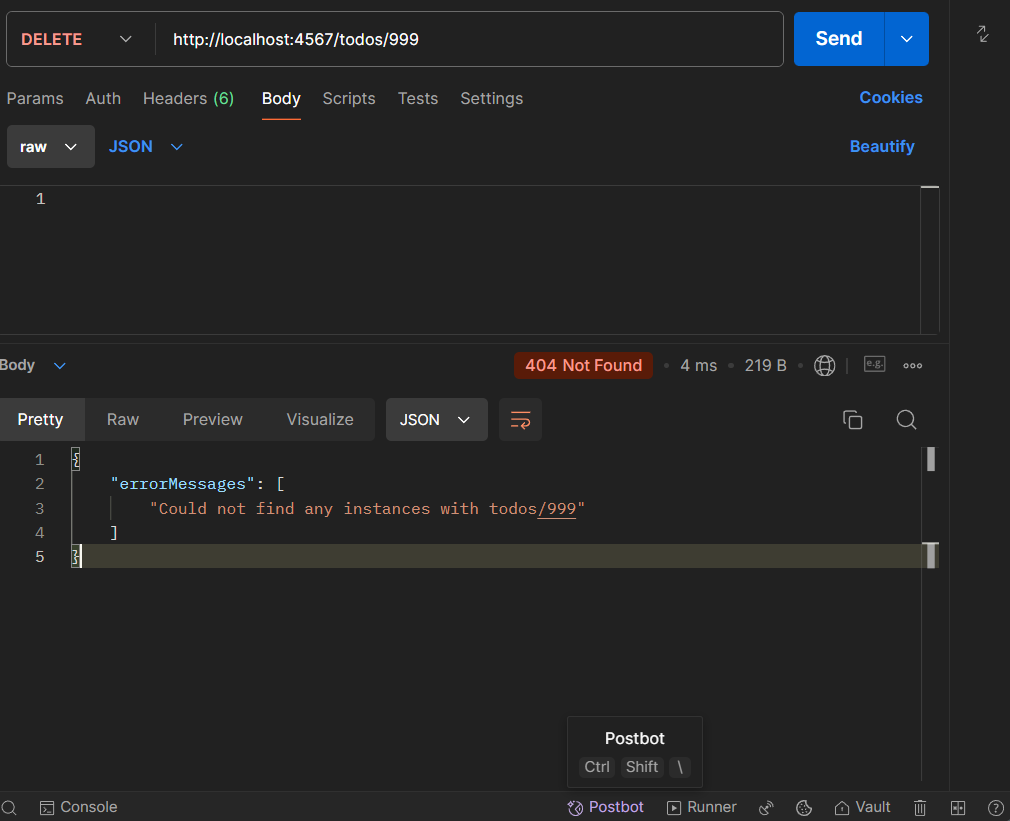 DELETE http://localhost:4567/todos/999 Send
Params Auth Headers (6) Body Scripts Tests Settings Cookies
raw JSON Beautify
1
Body 404 Not Found • 4 ms • 219 B • e.g.
Pretty Raw Preview Visualize JSON
1 {
2 "errorMessages": [
3 "Could not find any instances with todos/999"
4 ]
5 }
Postbot
Ctrl Shift \
Console Postbot Runner Vault